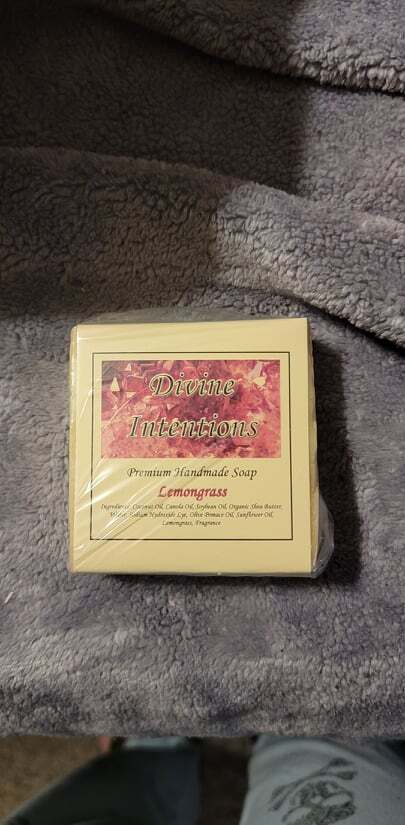 Divine
Intentions
Premium Handmade Soap
Lemongrass
Ingredients: Coconut Oil, Canola Oil, Soybean Oil, Organic Shea Butter,
Water, Sodium Hydroxide Lye, Olive Pomace Oil, Sunflower Oil,
Lemongrass, Fragrance